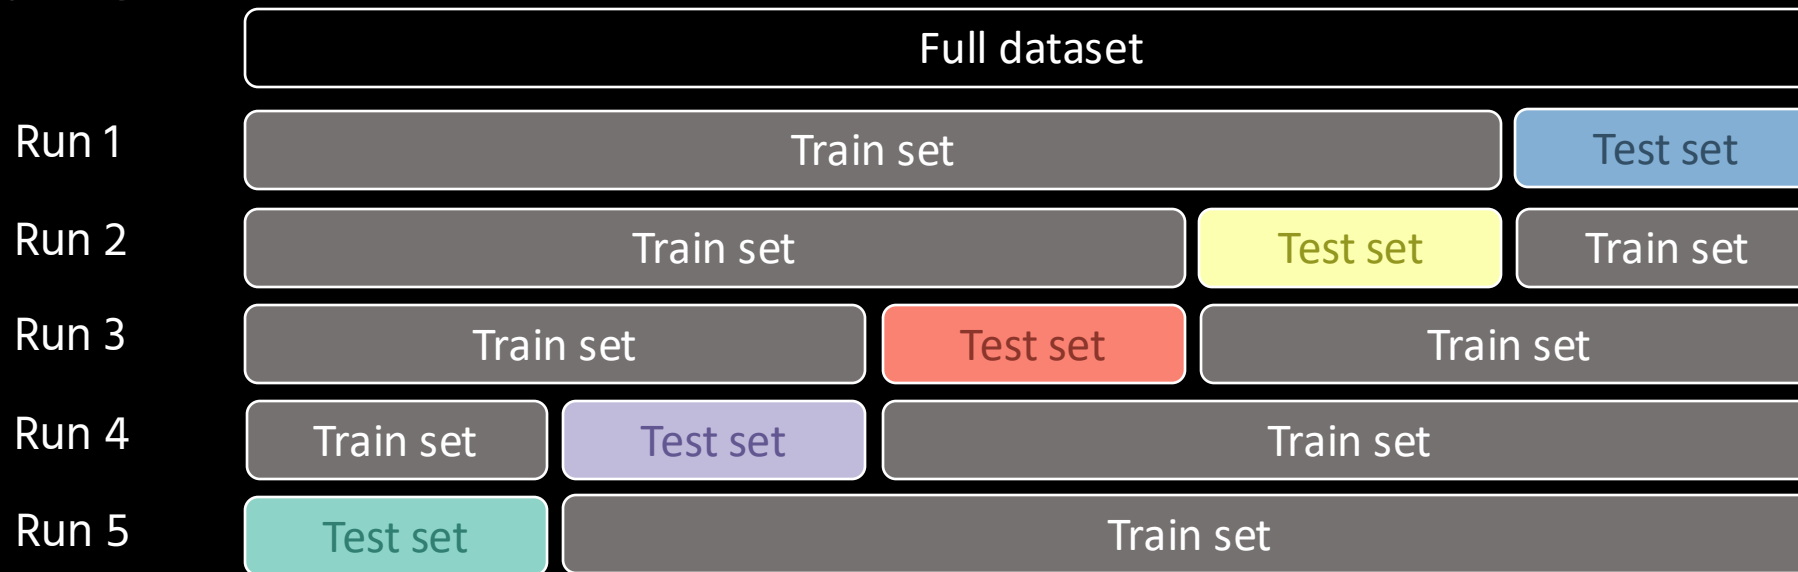 Full dataset
Run 1 Train set Test set
Run 2 Train set Test set Train set
Run 3 Train set Test set Train set
Run 4 Train set Test set Train set
Run 5 Test set Train set